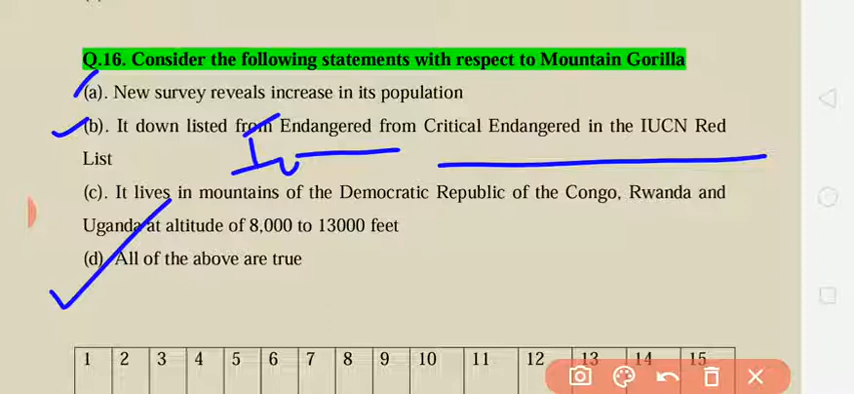 Q.16. Consider the following statements with respect to Mountain Gorilla
(a). New survey reveals increase in its population
(b). It down listed from Endangered from Critical Endangered in the IUCN Red
List
(c). It lives in mountains of the Democratic Republic of the Congo, Rwanda and
Uganda at altitude of 8,000 to 13000 feet
(d). All of the above are true
1 2 3 4 5 6 7 8 9 10 11 12 13 14 15